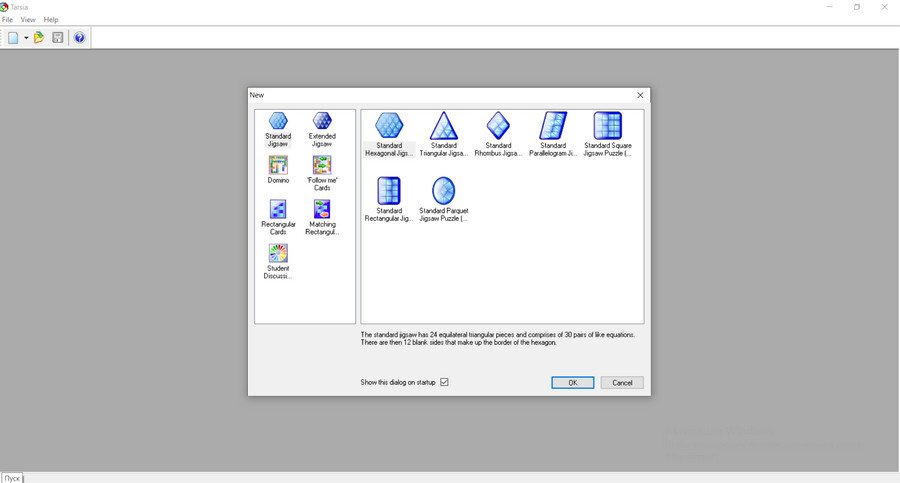 Tarsia
File View Help
New
Standard
Jigsaw
Extended
Jigsaw
Domino
'Follow me'
Cards
Rectangular
Cards
Matching
Rectangul...
Student
Discussi...
Standard
Hexagonal Jigs...
Standard
Triangular Jigsa...
Standard
Rhombus Jigsa...
Standard
Parallelogram Ji...
Standard Square
Jigsaw Puzzle (...
Standard
Rectangular Jig...
Standard Parquet
Jigsaw Puzzle (...
The standard jigsaw has 24 equilateral triangular pieces and comprises of 30 pairs of like equations.
There are then 12 blank sides that make up the border of the hexagon.
Show this dialog on startup
OK
Cancel
Пуск